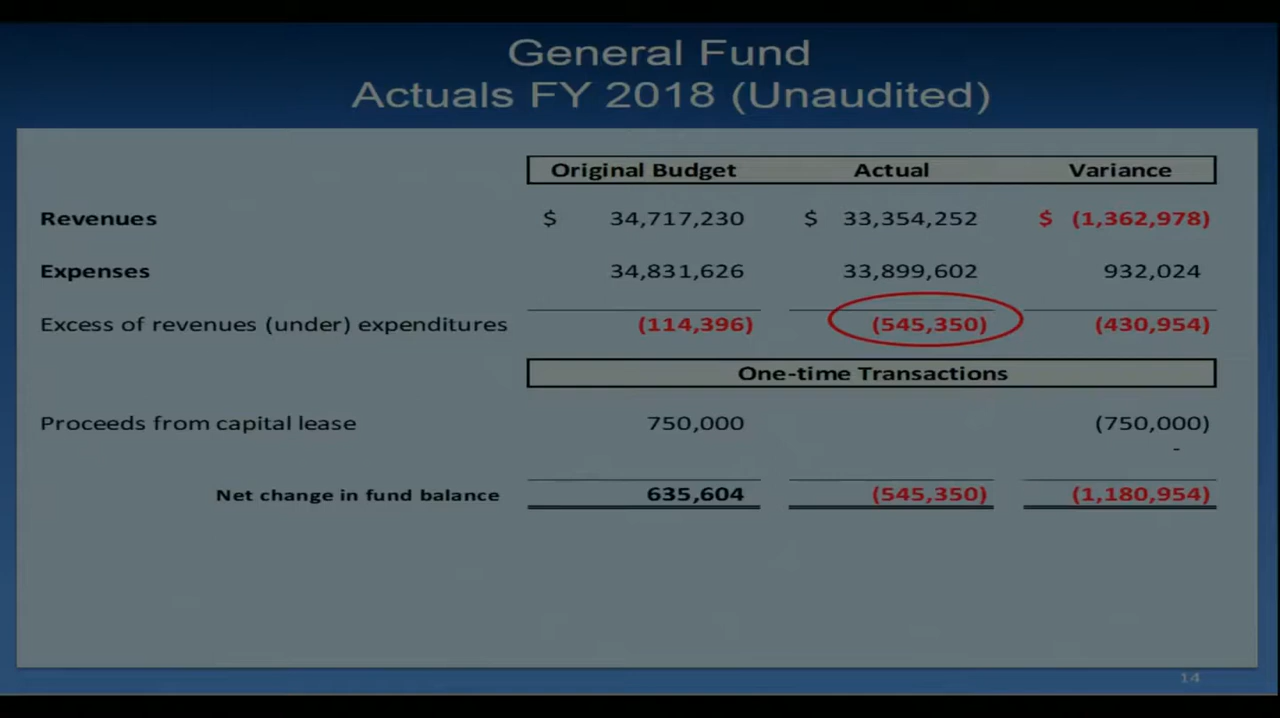 General Fund
Actuals FY 2018 (Unaudited)
Original Budget Actual Variance
Revenues $ 34,717,230 $ 33,354,252 $ (1,362,978)
Expenses 34,831,626 33,899,602 932,024
Excess of revenues (under) expenditures (114,396) (545,350) (430,954)
One-time Transactions
Proceeds from capital lease 750,000 (750,000)
-
Net change in fund balance 635,604 (545,350) (1,180,954)
14